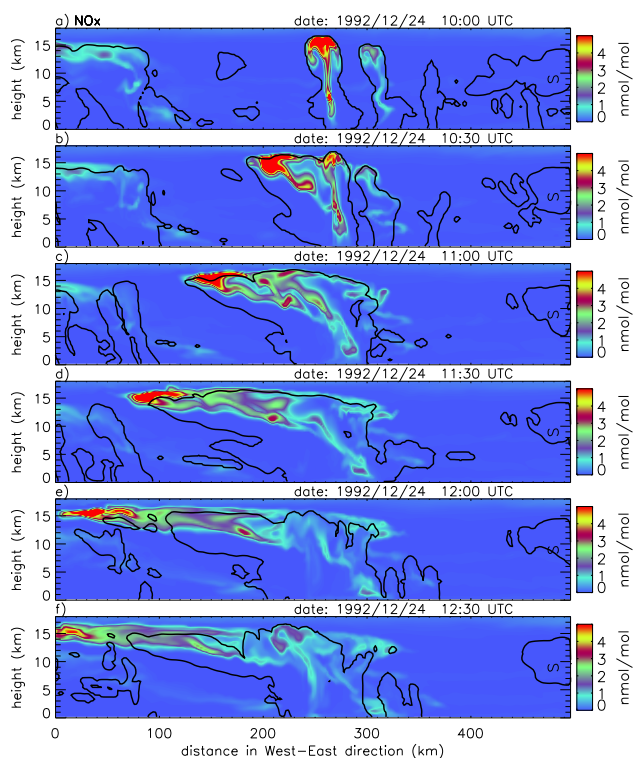 a) NOx date: 1992/12/24 10:00 UTC
height (km)
15
10
5
0
S
4
3
2
1
0
nmol/mol
b) date: 1992/12/24 10:30 UTC
height (km)
15
10
5
0
S
4
3
2
1
0
nmol/mol
c) date: 1992/12/24 11:00 UTC
height (km)
15
10
5
0
S
4
3
2
1
0
nmol/mol
d) date: 1992/12/24 11:30 UTC
height (km)
15
10
5
0
S
4
3
2
1
0
nmol/mol
e) date: 1992/12/24 12:00 UTC
height (km)
15
10
5
0
S
4
3
2
1
0
nmol/mol
f) date: 1992/12/24 12:30 UTC
height (km)
15
10
5
0
S
4
3
2
1
0
nmol/mol
0 100 200 300 400
distance in West-East direction (km)